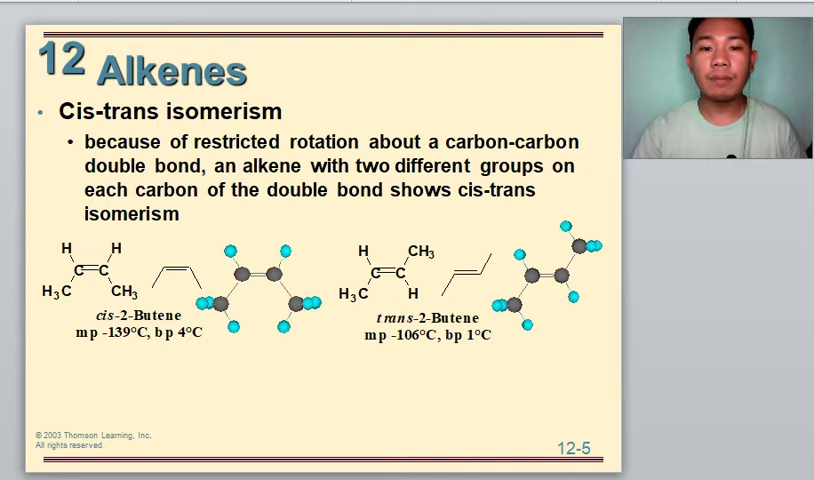 12 Alkenes
• Cis-trans isomerism
• because of restricted rotation about a carbon-carbon
double bond, an alkene with two different groups on
each carbon of the double bond shows cis-trans
isomerism
H H
C=C
H3C CH3
cis-2-Butene
mp -139°C, bp 4°C
H CH3
C=C
H3C H
trans-2-Butene
mp -106°C, bp 1°C
© 2003 Thomson Learning, Inc.
All rights reserved
12-5